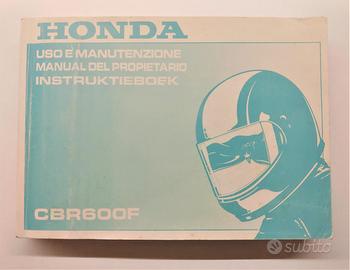 HONDA
USO E MANUTENZIONE
MANUAL DEL PROPIETARIO
INSTRUKTIEBOEK
CBR600F
subito